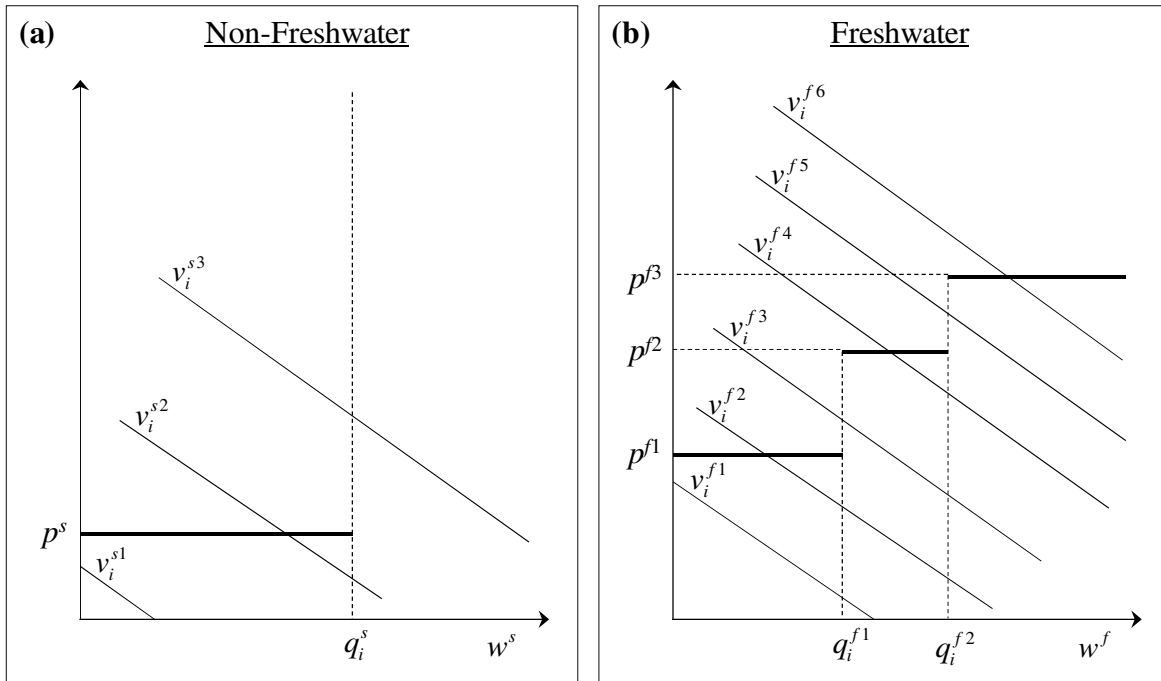 (a) Non-Freshwater
v_i^{s3}
v_i^{s2}
p^s
v_i^{s1}
q_i^s
w^s
(b) Freshwater
v_i^{f6}
v_i^{f5}
v_i^{f4}
p^{f3}
v_i^{f3}
p^{f2}
v_i^{f2}
p^{f1}
v_i^{f1}
q_i^{f1}
q_i^{f2}
w^f